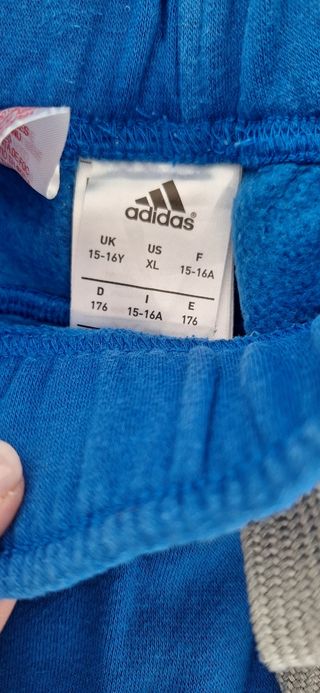 adidas®
UK US F
15-16Y XL 15-16A
D I E
176 15-16A 176